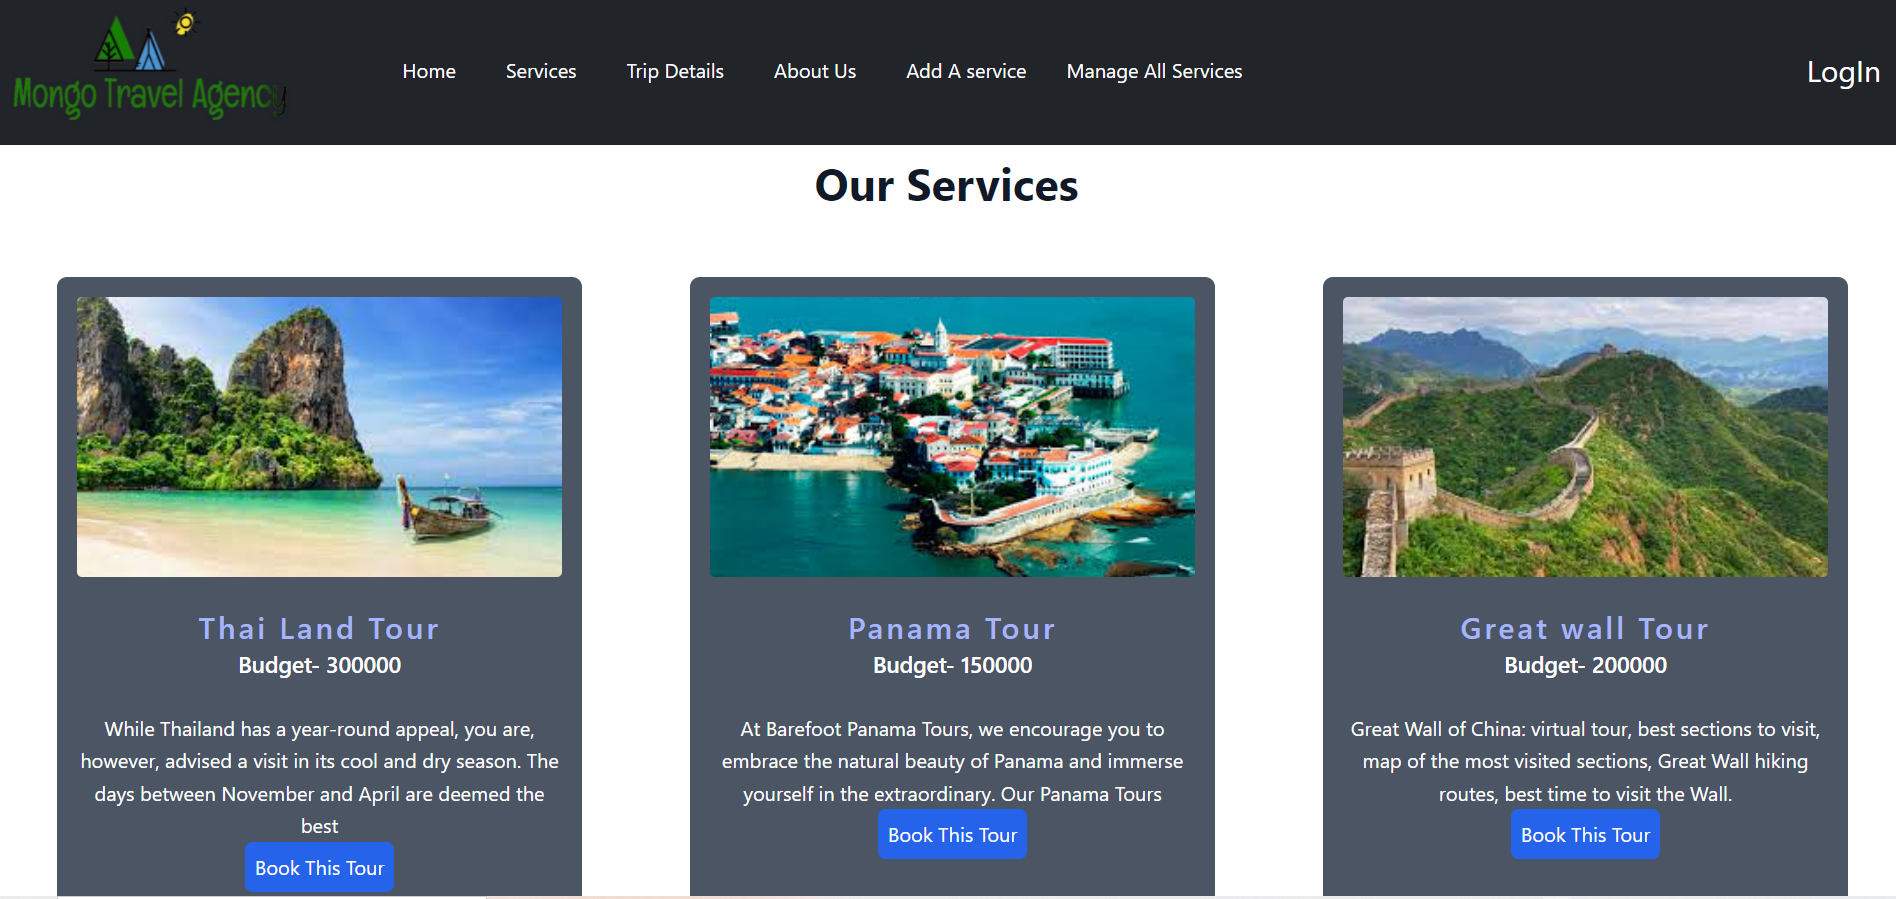 Mongo Travel Agency
Home Services Trip Details About Us Add A service Manage All Services LogIn
Our Services
Thai Land Tour
Budget- 300000
While Thailand has a year-round appeal, you are,
however, advised a visit in its cool and dry season. The
days between November and April are deemed the
best
Book This Tour
Panama Tour
Budget- 150000
At Barefoot Panama Tours, we encourage you to
embrace the natural beauty of Panama and immerse
yourself in the extraordinary. Our Panama Tours
Book This Tour
Great wall Tour
Budget- 200000
Great Wall of China: virtual tour, best sections to visit,
map of the most visited sections, Great Wall hiking
routes, best time to visit the Wall.
Book This Tour